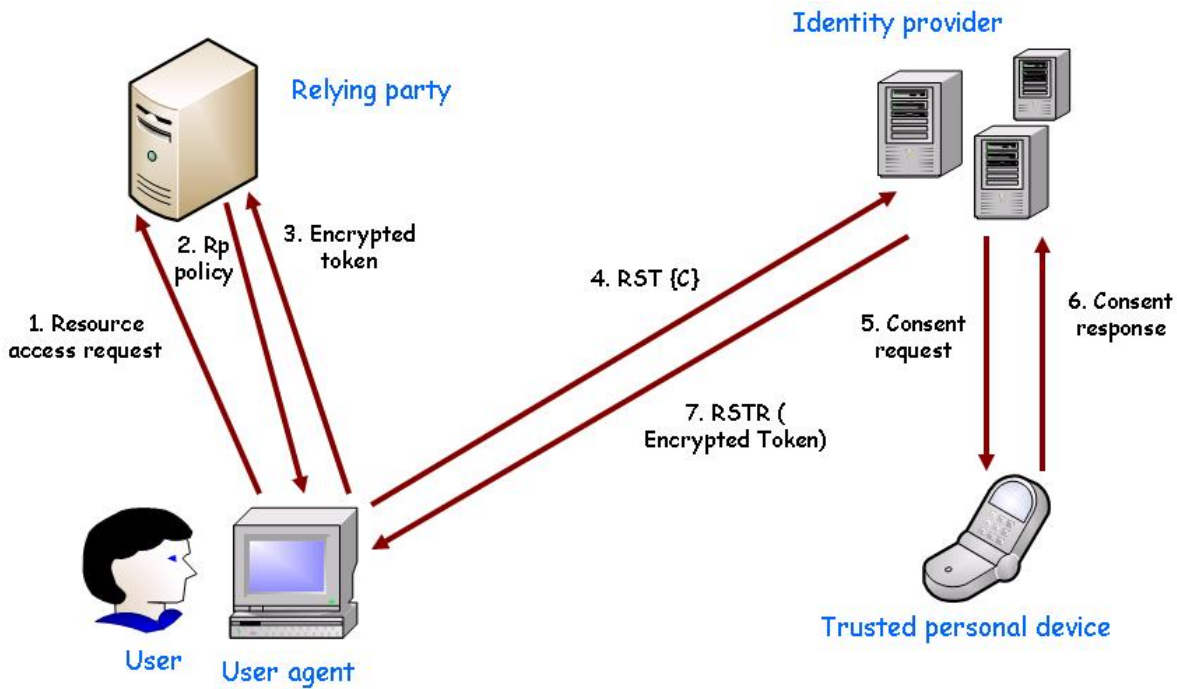 Identity provider
Relying party
2. Rp
policy
3. Encrypted
token
1. Resource
access request
4. RST {C}
5. Consent
request
6. Consent
response
7. RSTR (
Encrypted Token)
User
User agent
Trusted personal device